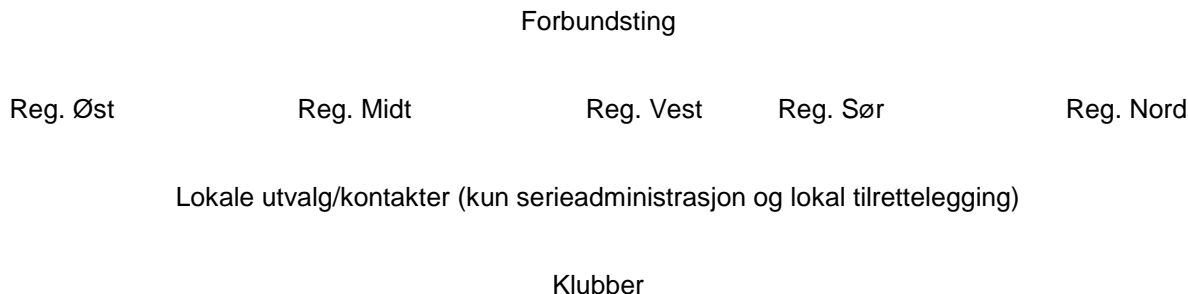 Forbundsting
Reg. Øst Reg. Midt Reg. Vest Reg. Sør Reg. Nord
Lokale utvalg/kontakter (kun serieadministrasjon og lokal tilrettelegging)
Klubber